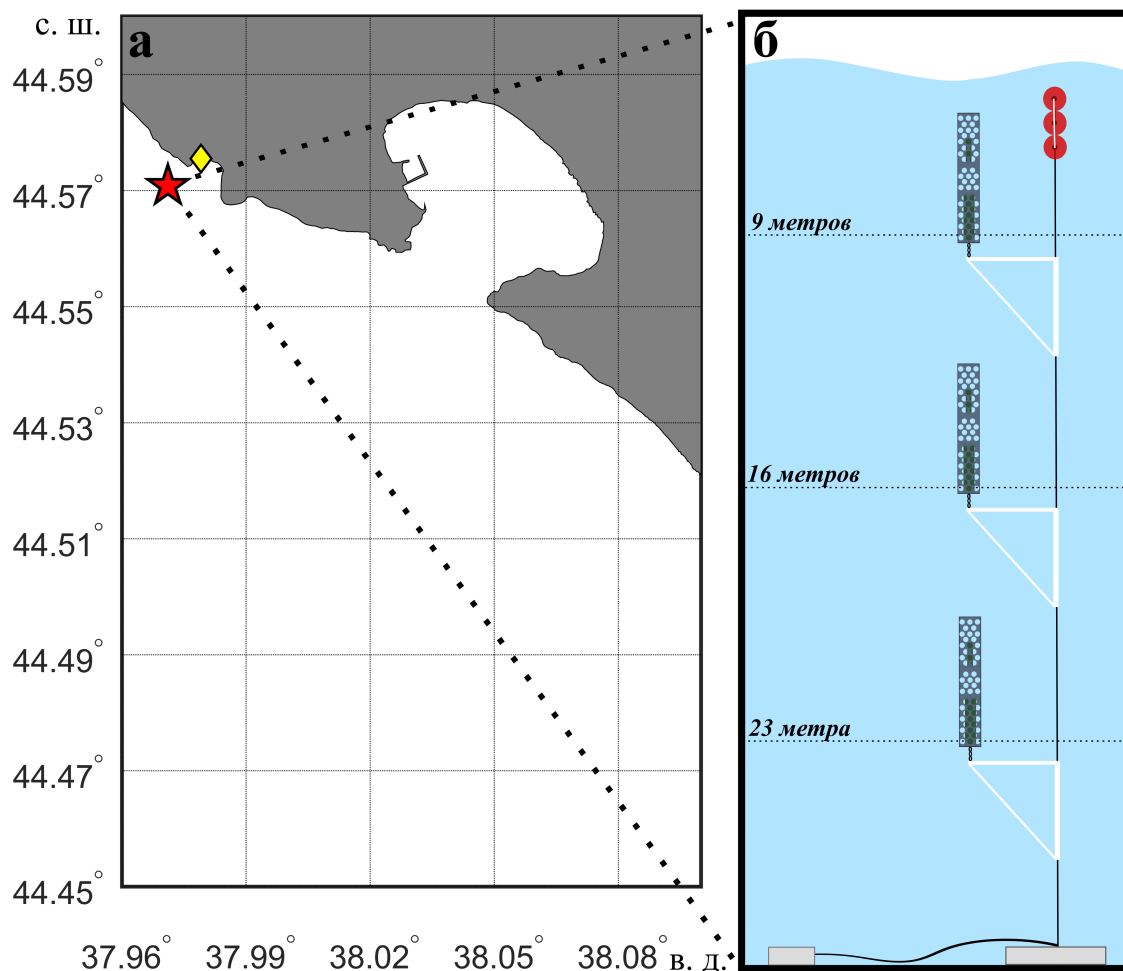 с. ш.
а
44.59°
44.57°
44.55°
44.53°
44.51°
44.49°
44.47°
44.45°
37.96° 37.99° 38.02° 38.05° 38.08° в. д.
б
9 метров
16 метров
23 метра